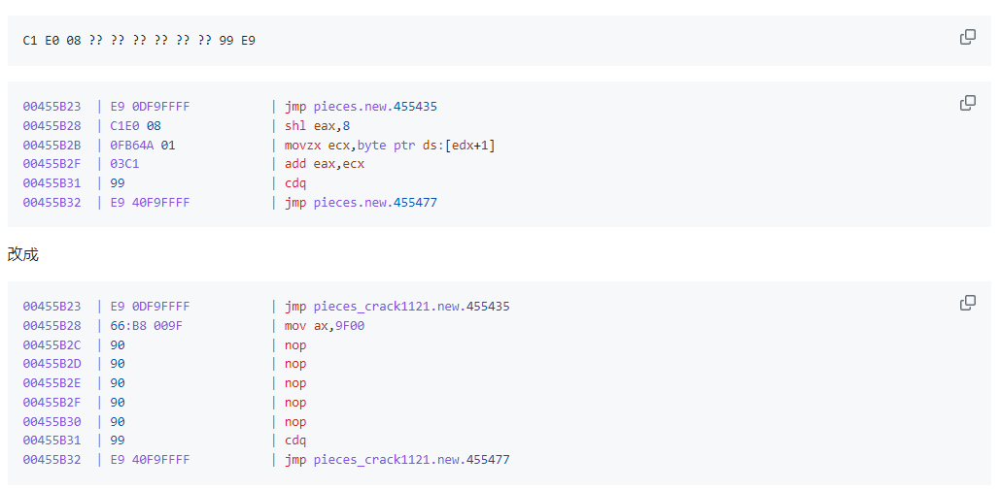 C1 E0 08 ?? ?? ?? ?? ?? ?? 99 E9
00455B23 | E9 0DF9FFFF | jmp pieces.new.455435
00455B28 | C1E0 08 | shl eax,8
00455B2B | 0FB64A 01 | movzx ecx,byte ptr ds:[edx+1]
00455B2F | 03C1 | add eax,ecx
00455B31 | 99 | cdq
00455B32 | E9 40F9FFFF | jmp pieces.new.455477
改成
00455B23 | E9 0DF9FFFF | jmp pieces_crack1121.new.455435
00455B28 | 66:B8 009F | mov ax,9F00
00455B2C | 90 | nop
00455B2D | 90 | nop
00455B2E | 90 | nop
00455B2F | 90 | nop
00455B30 | 90 | nop
00455B31 | 99 | cdq
00455B32 | E9 40F9FFFF | jmp pieces_crack1121.new.455477